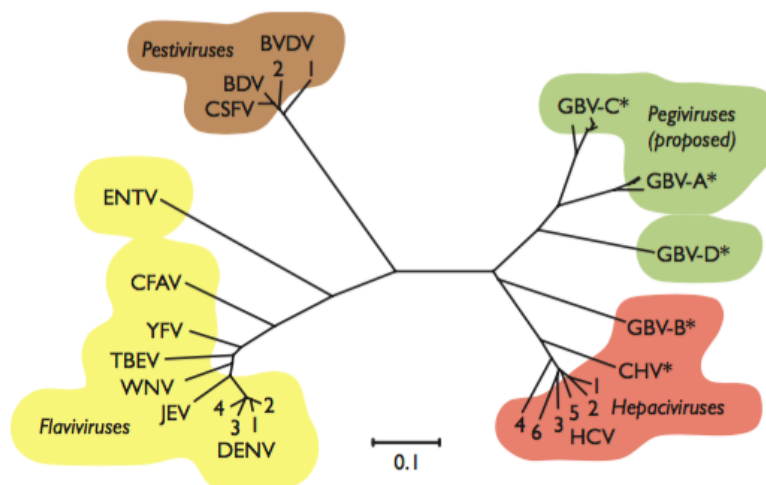 Pestiviruses
BVDV
2 1
BDV
CSFV
GBV-C*
Pegiviruses
(proposed)
GBV-A*
GBV-D*
ENTV
CFAV
YFV
TBEV
WNV
JEV
4 2
3 1
DENV
Flaviviruses
GBV-B*
CHV*
1
4 6 3 5 2
HCV
Hepaciviruses
0.1